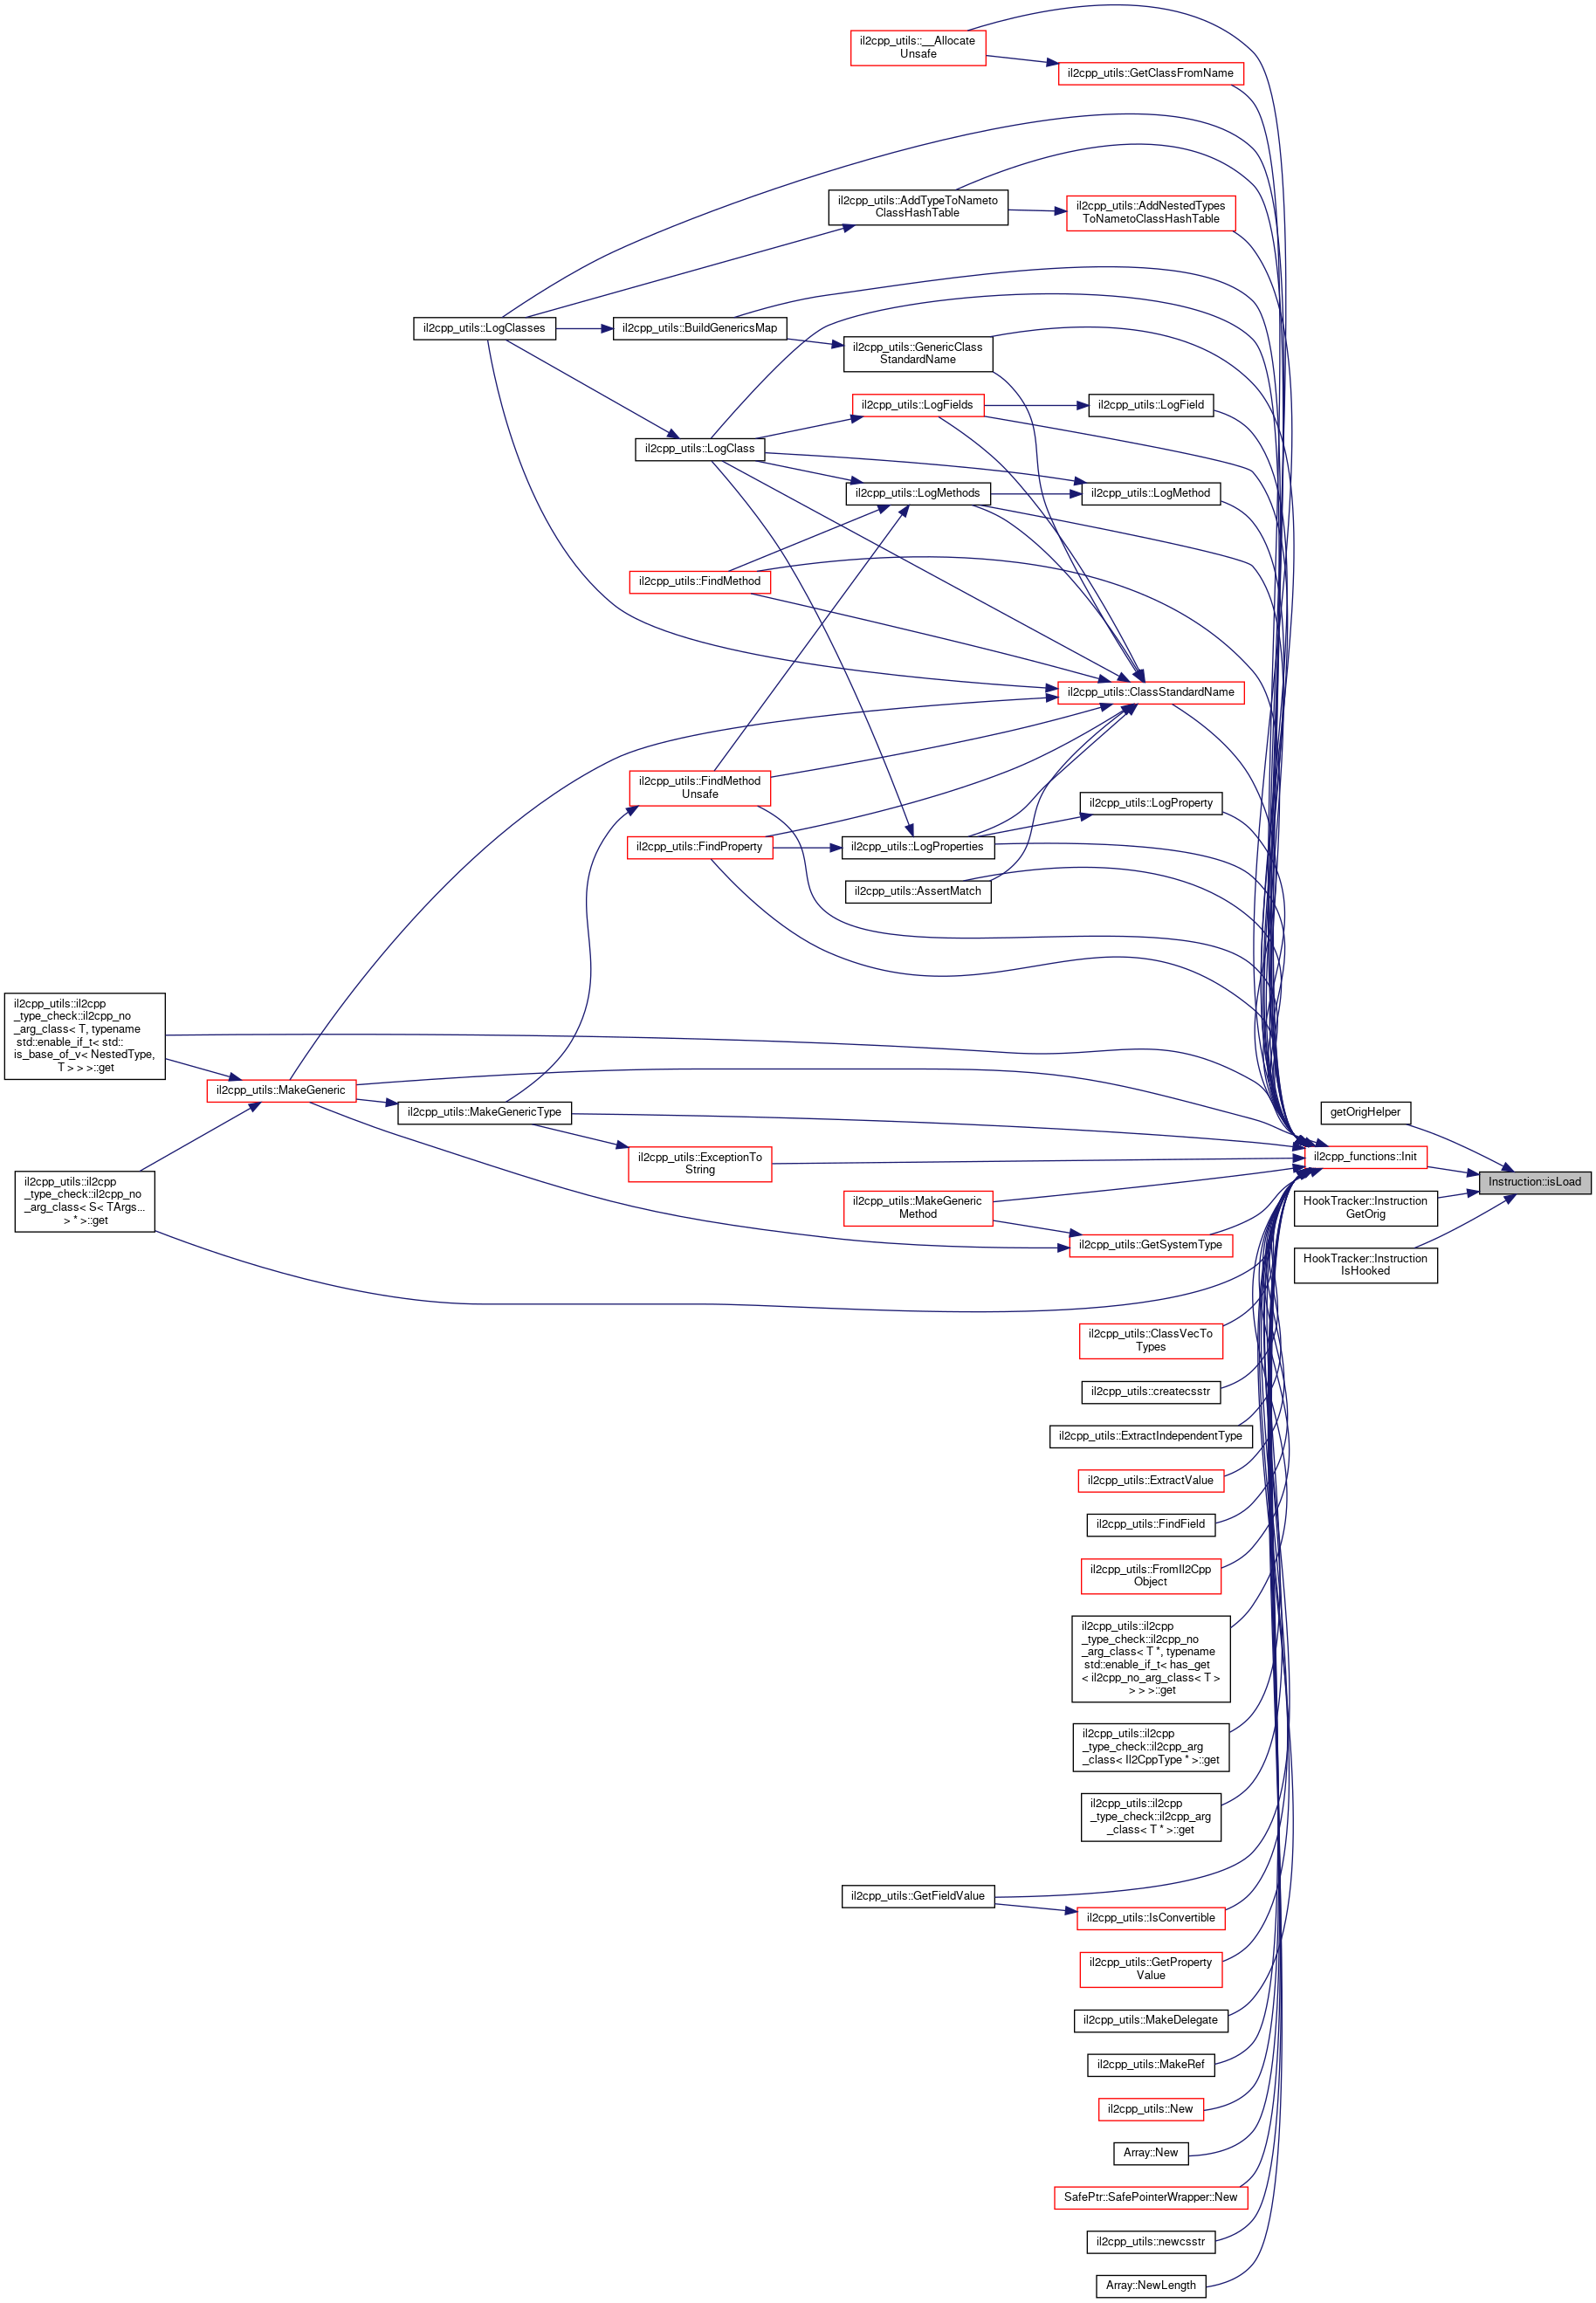 il2cpp_utils::__Allocate
Unsafe
il2cpp_utils::GetClassFromName
il2cpp_utils::AddTypeToNameto
ClassHashTable
il2cpp_utils::AddNestedTypes
ToNametoClassHashTable
il2cpp_utils::LogClasses
il2cpp_utils::BuildGenericsMap
il2cpp_utils::GenericClass
StandardName
il2cpp_utils::LogFields
il2cpp_utils::LogField
il2cpp_utils::LogClass
il2cpp_utils::LogMethods
il2cpp_utils::LogMethod
il2cpp_utils::FindMethod
il2cpp_utils::ClassStandardName
il2cpp_utils::FindMethod
Unsafe
il2cpp_utils::LogProperty
il2cpp_utils::FindProperty
il2cpp_utils::LogProperties
il2cpp_utils::AssertMatch
il2cpp_utils::il2cpp
_type_check::il2cpp_no
_arg_class< T, typename
std::enable_if_t< std::
is_base_of_v< NestedType,
T > > >::get
il2cpp_utils::MakeGeneric
il2cpp_utils::MakeGenericType
getOrigHelper
il2cpp_utils::ExceptionTo
String
il2cpp_functions::Init
Instruction::isLoad
il2cpp_utils::il2cpp
_type_check::il2cpp_no
_arg_class< S< TArgs...
> * >::get
il2cpp_utils::MakeGeneric
Method
HookTracker::Instruction
GetOrig
il2cpp_utils::GetSystemType
HookTracker::Instruction
IsHooked
il2cpp_utils::ClassVecTo
Types
il2cpp_utils::createcsstr
il2cpp_utils::ExtractIndependentType
il2cpp_utils::ExtractValue
il2cpp_utils::FindField
il2cpp_utils::FromIl2Cpp
Object
il2cpp_utils::il2cpp
_type_check::il2cpp_no
_arg_class< T *, typename
std::enable_if_t< has_get
< il2cpp_no_arg_class< T >
> > >::get
il2cpp_utils::il2cpp
_type_check::il2cpp_arg
_class< Il2CppType * >::get
il2cpp_utils::il2cpp
_type_check::il2cpp_arg
_class< T * >::get
il2cpp_utils::GetFieldValue
il2cpp_utils::IsConvertible
il2cpp_utils::GetProperty
Value
il2cpp_utils::MakeDelegate
il2cpp_utils::MakeRef
il2cpp_utils::New
Array::New
SafePtr::SafePointerWrapper::New
il2cpp_utils::newcsstr
Array::NewLength